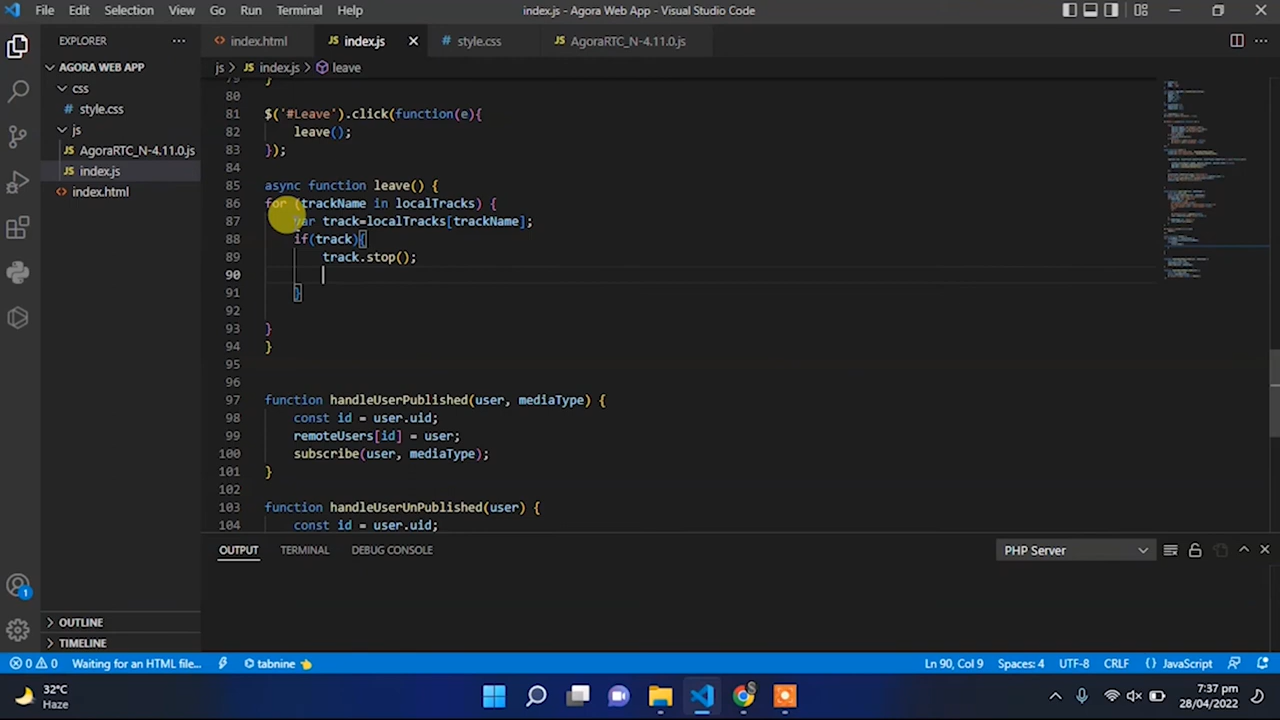 File Edit Selection View Go Run Terminal Help index.js - Agora Web App - Visual Studio Code
EXPLORER
index.html
index.js
style.css
AgoraRTC_N-4.11.0.js
AGORA WEB APP
css
style.css
js
AgoraRTC_N-4.11.0.js
index.js
index.html
js > index.js > leave
79 }
80
81 $('#Leave').click(function(e){
82 leave();
83 });
84
85 async function leave() {
86 for (trackName in localTracks) {
87 var track=localTracks[trackName];
88 if(track){
89 track.stop();
90
91 }
92
93 }
94 }
95
96
97 function handleUserPublished(user, mediaType) {
98 const id = user.uid;
99 remoteUsers[id] = user;
100 subscribe(user, mediaType);
101 }
102
103 function handleUserUnPublished(user) {
104 const id = user.uid;
OUTPUT TERMINAL DEBUG CONSOLE
PHP Server
OUTLINE
TIMELINE
1
0 0 Waiting for an HTML file... tabnine Ln 90, Col 9 Spaces: 4 UTF-8 CRLF {} JavaScript
32°C
Haze
7:37 pm
28/04/2022